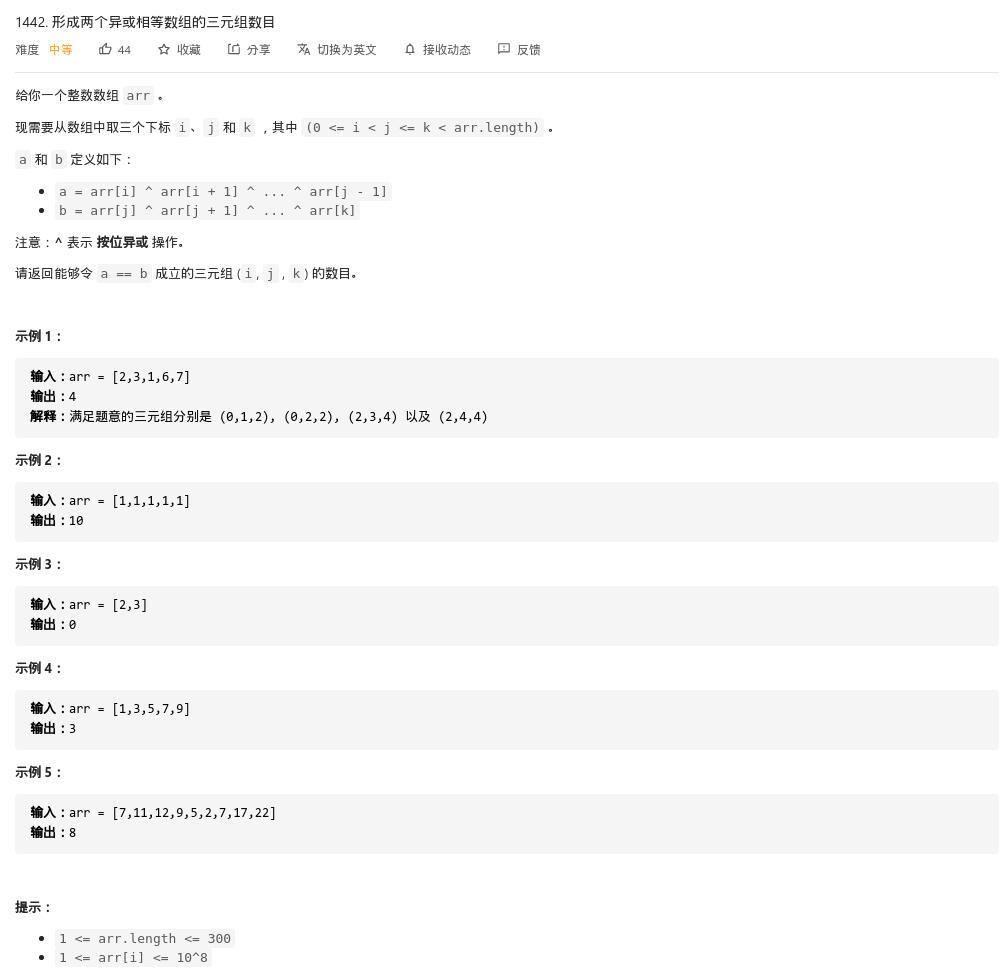 1442. 形成两个异或相等数组的三元组数目
难度 中等 44 收藏 分享 切换为英文 接收动态 反馈
给你一个整数数组 arr 。
现需要从数组中取三个下标 i、 j 和 k ，其中 (0 <= i < j <= k < arr.length) 。
a 和 b 定义如下：
• a = arr[i] ^ arr[i + 1] ^ ... ^ arr[j - 1]
• b = arr[j] ^ arr[j + 1] ^ ... ^ arr[k]
注意：^ 表示 按位异或 操作。
请返回能够令 a == b 成立的三元组 ( i , j , k ) 的数目。
示例 1：
输入：arr = [2,3,1,6,7]
输出：4
解释：满足题意的三元组分别是 (0,1,2), (0,2,2), (2,3,4) 以及 (2,4,4)
示例 2：
输入：arr = [1,1,1,1,1]
输出：10
示例 3：
输入：arr = [2,3]
输出：0
示例 4：
输入：arr = [1,3,5,7,9]
输出：3
示例 5：
输入：arr = [7,11,12,9,5,2,7,17,22]
输出：8
提示：
• 1 <= arr.length <= 300
• 1 <= arr[i] <= 10^8